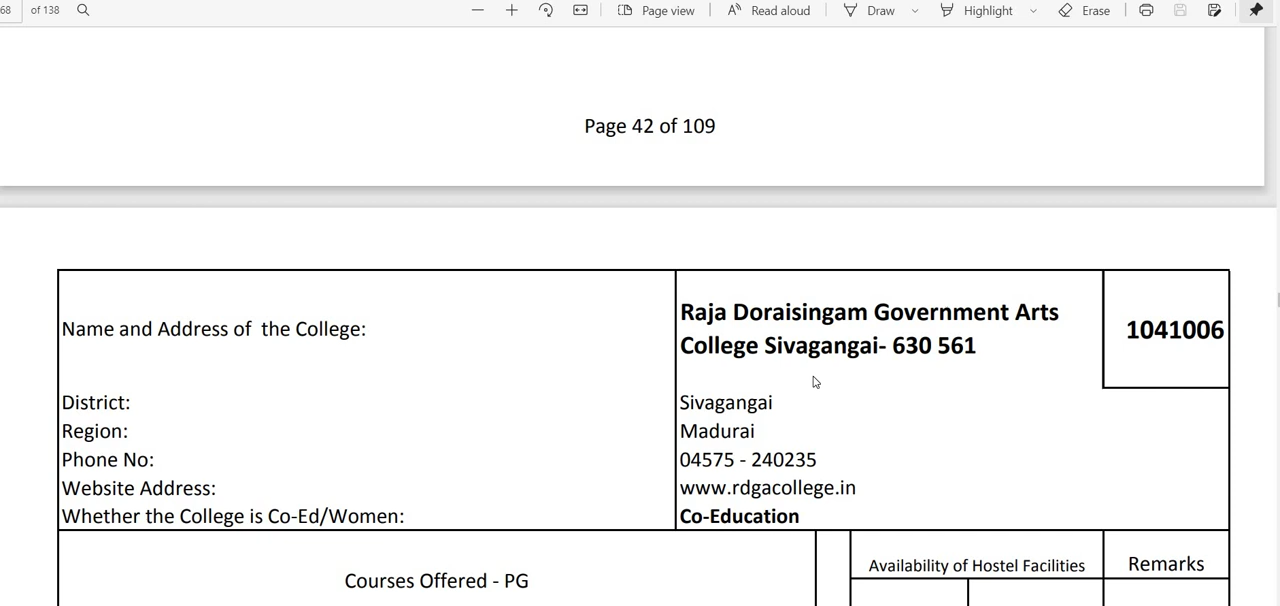 68 of 138 Page view Read aloud Draw Highlight Erase
Page 42 of 109
Name and Address of the College:
Raja Doraisingam Government Arts
College Sivagangai- 630 561
1041006
District: Sivagangai
Region: Madurai
Phone No: 04575 - 240235
Website Address: www.rdgacollege.in
Whether the College is Co-Ed/Women: Co-Education
Courses Offered - PG
Availability of Hostel Facilities
Remarks